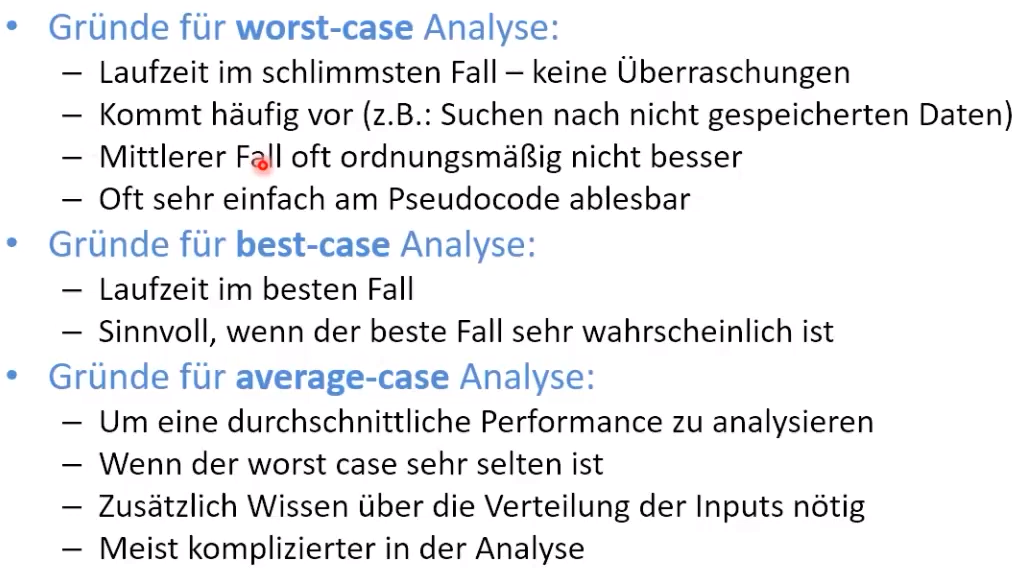 • Gründe für worst-case Analyse:
– Laufzeit im schlimmsten Fall – keine Überraschungen
– Kommt häufig vor (z.B.: Suchen nach nicht gespeicherten Daten)
– Mittlerer Fall oft ordnungsmäßig nicht besser
– Oft sehr einfach am Pseudocode ablesbar
• Gründe für best-case Analyse:
– Laufzeit im besten Fall
– Sinnvoll, wenn der beste Fall sehr wahrscheinlich ist
• Gründe für average-case Analyse:
– Um eine durchschnittliche Performance zu analysieren
– Wenn der worst case sehr selten ist
– Zusätzlich Wissen über die Verteilung der Inputs nötig
– Meist komplizierter in der Analyse